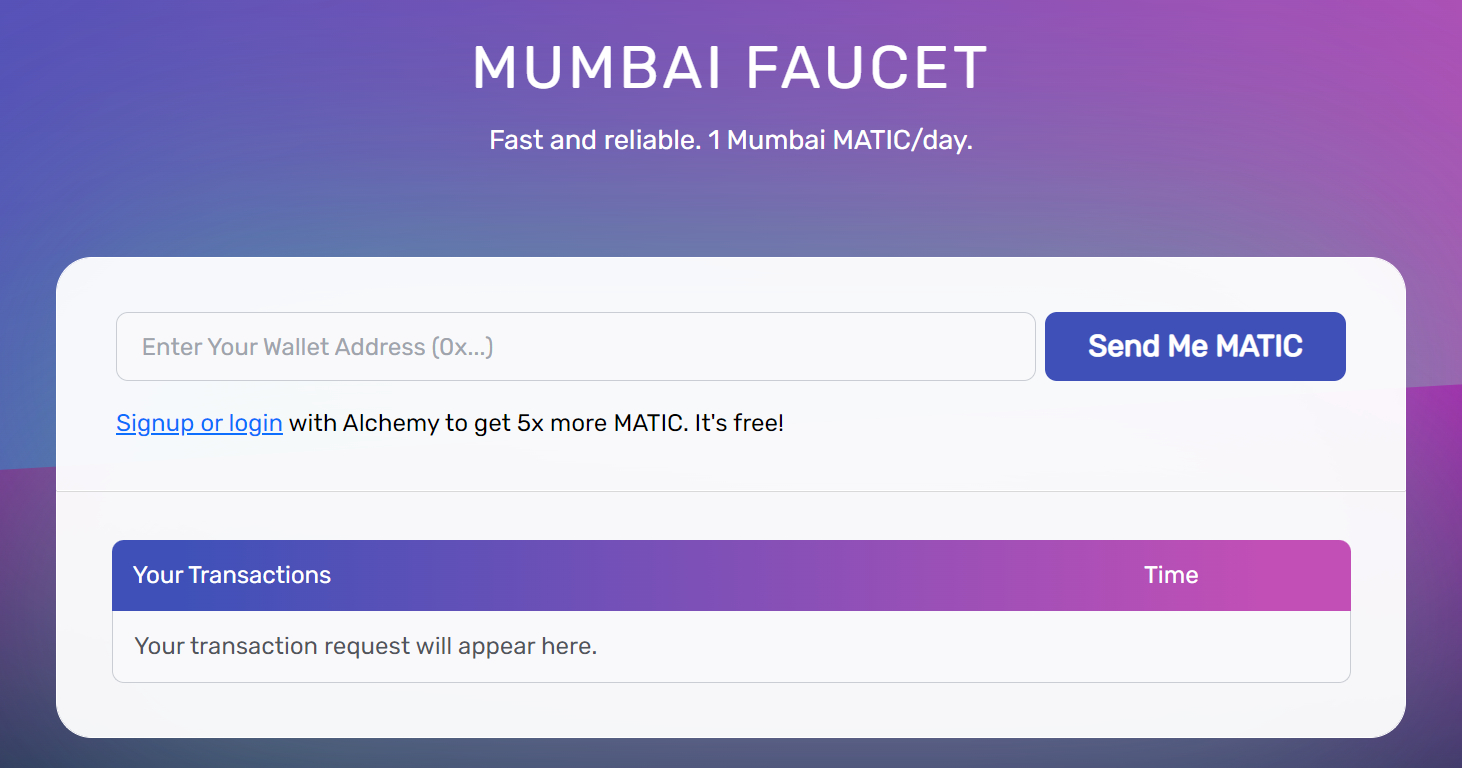 MUMBAI FAUCET
Fast and reliable. 1 Mumbai MATIC/day.
Enter Your Wallet Address (0x...)
Send Me MATIC
Signup or login with Alchemy to get 5x more MATIC. It's free!
Your Transactions
Time
Your transaction request will appear here.